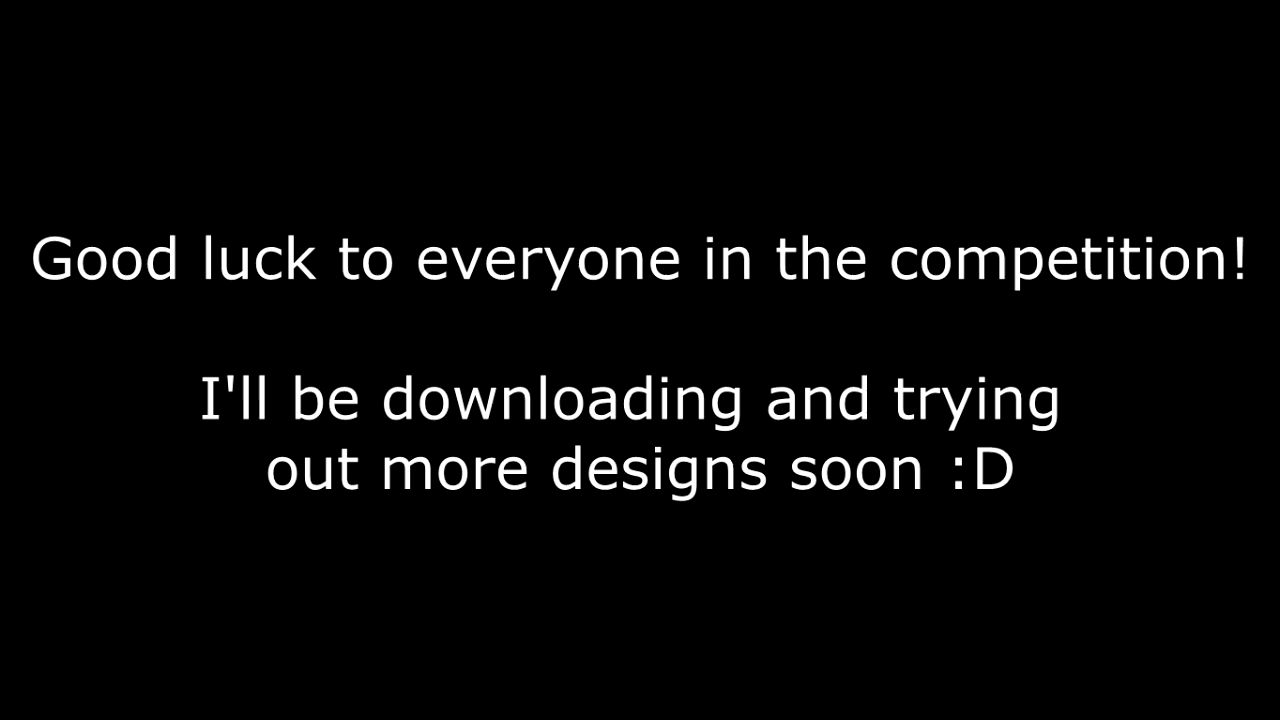 Good luck to everyone in the competition!
I'll be downloading and trying
out more designs soon :D